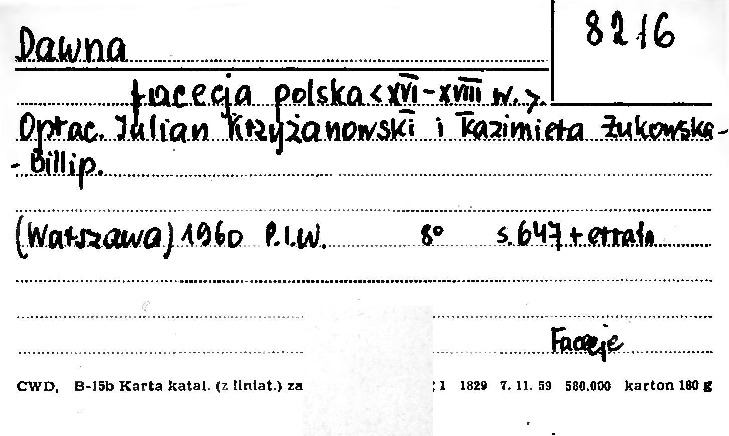 Dawna
8216
facecja polska <XVI-XVIII w.>.
Oprac. Julian Krzyżanowski i Kazimiera Żukowska-
-Billip.
(Warszawa) 1960 P.I.W. 8° s. 647 + errata
Facecje
CWD, B-15b Karta katal. (z liniat.) za 1 1829 7. 11. 59 580.000 karton 180 g